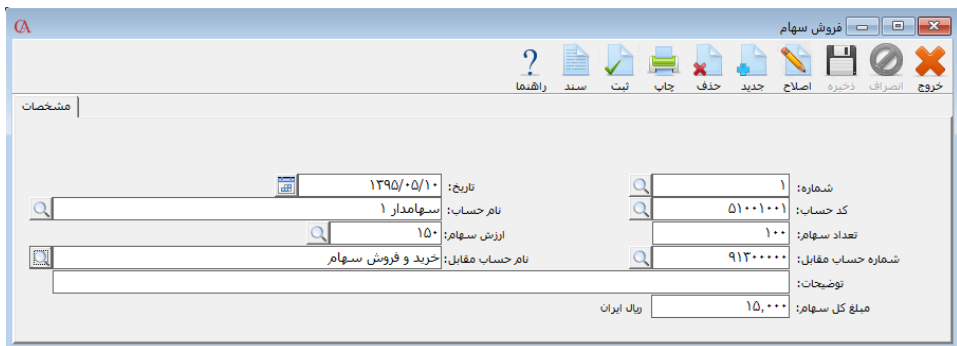 فروش سهام
خروج انصراف ذخیره اصلاح جدید حذف چاپ ثبت سند راهنما
مشخصات
شماره: ۱ تاریخ: ۱۳۹۵/۰۵/۱۰
کد حساب: ۵۱۰۰۱۰۰۱ نام حساب: سهامدار ۱
تعداد سهام: ۱۰۰ ارزش سهام: ۱۵۰
شماره حساب مقابل: ۹۱۳۰۰۰۰۰ نام حساب مقابل: خرید و فروش سهام
توضیحات:
مبلغ کل سهام: ۱۵,۰۰۰ ریال ایران